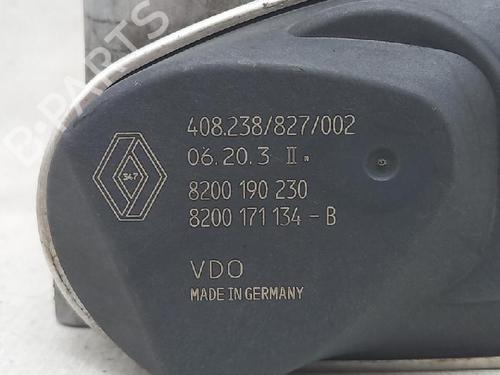 408.238/827/002
06.20.3 II.
347
8200 190 230
8200 171 134 - B
VDO
MADE IN GERMANY
B-PARTS